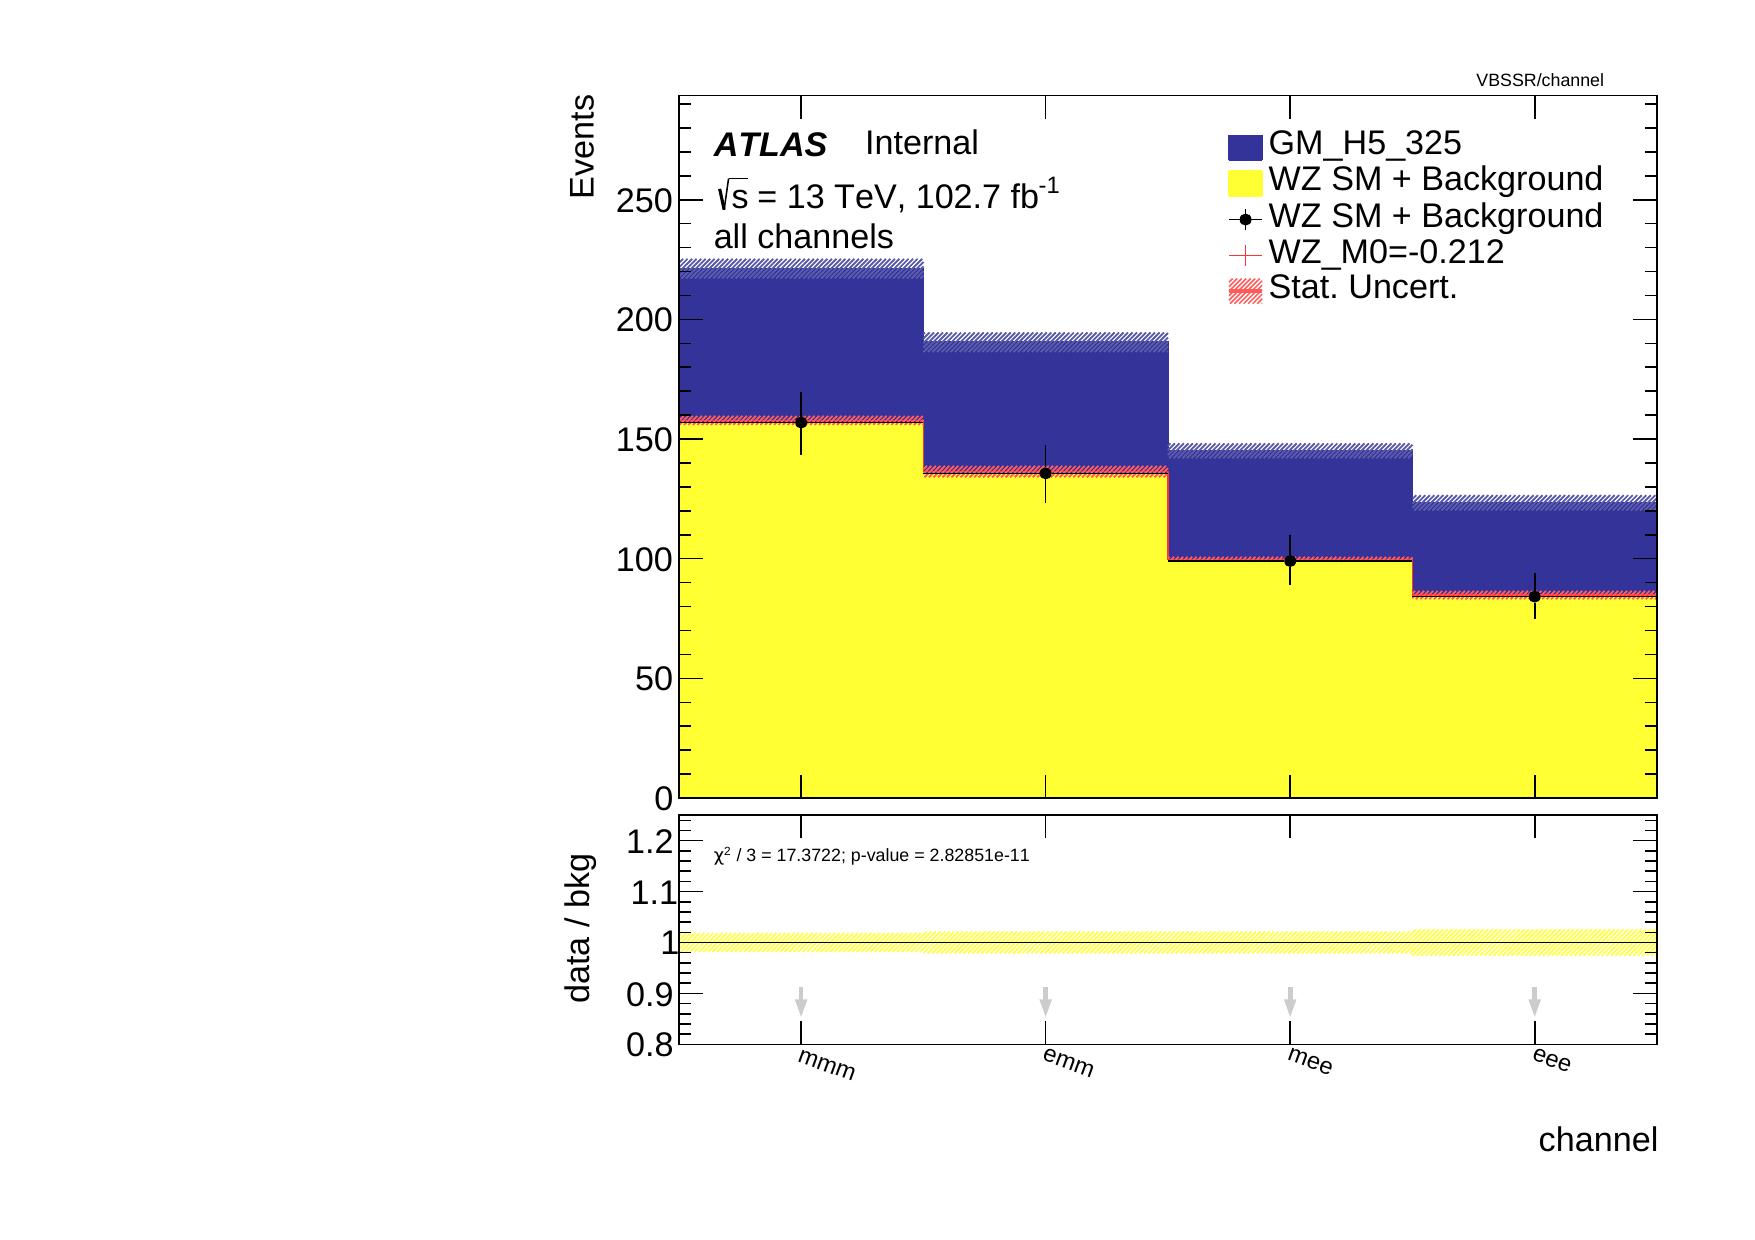 VBSSR/channel
Events
ATLAS Internal
√s = 13 TeV, 102.7 fb-1
all channels
GM_H5_325
WZ SM + Background
WZ SM + Background
WZ_M0=-0.212
Stat. Uncert.
250
200
150
100
50
0
data / bkg
χ2 / 3 = 17.3722; p-value = 2.82851e-11
1.2
1.1
1
0.9
0.8
mmm emm mee eee
channel